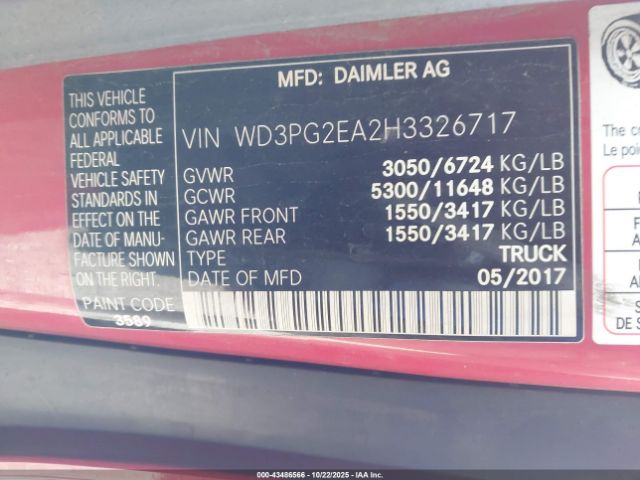 MFD: DAIMLER AG
THIS VEHICLE
CONFORMS TO
ALL APPLICABLE
FEDERAL
VEHICLE SAFETY
STANDARDS IN
EFFECT ON THE
DATE OF MANU-
FACTURE SHOWN
ON THE RIGHT.
PAINT CODE
3589
VIN WD3PG2EA2H3326717
GVWR 3050/6724 KG/LB
GCWR 5300/11648 KG/LB
GAWR FRONT 1550/3417 KG/LB
GAWR REAR 1550/3417 KG/LB
TYPE TRUCK
DATE OF MFD 05/2017
The c
Le poi
DE S
000-43486566 - 10/22/2025 - IAA Inc.